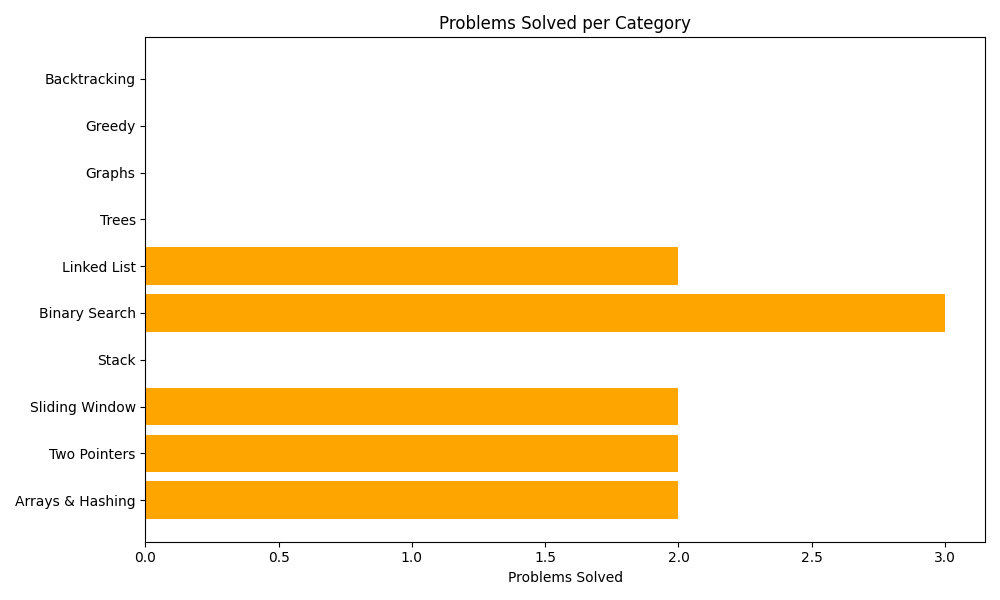 Problems Solved per Category
Backtracking
Greedy
Graphs
Trees
Linked List
Binary Search
Stack
Sliding Window
Two Pointers
Arrays & Hashing
0.0 0.5 1.0 1.5 2.0 2.5 3.0
Problems Solved